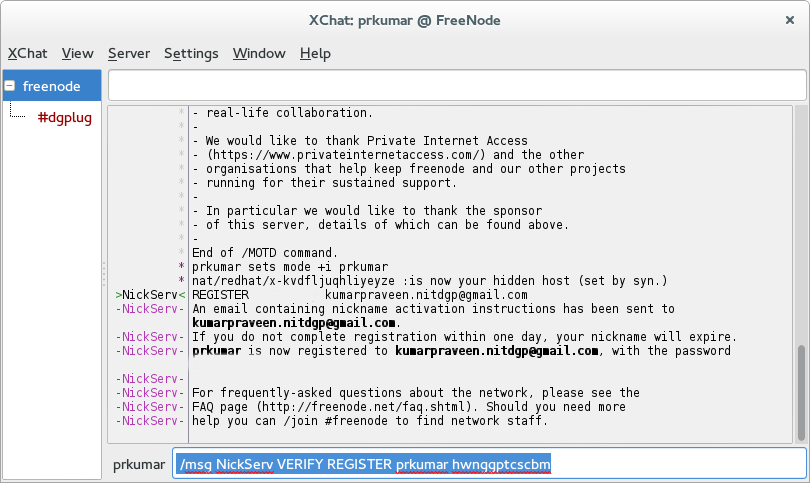 XChat: prkumar @ FreeNode
XChat View Server Settings Window Help
freenode
#dgplug
* - real-life collaboration.
* -
* - We would like to thank Private Internet Access
* - (https://www.privateinternetaccess.com/) and the other
* - organisations that help keep freenode and our other projects
* - running for their sustained support.
* -
* - In particular we would like to thank the sponsor
* - of this server, details of which can be found above.
* -
* End of /MOTD command.
* prkumar sets mode +i prkumar
* nat/redhat/x-kvdfljuqhliyeyze :is now your hidden host (set by syn.)
>NickServ< REGISTER kumarpraveen.nitdgp@gmail.com
-NickServ- An email containing nickname activation instructions has been sent to
kumarpraveen.nitdgp@gmail.com.
-NickServ- If you do not complete registration within one day, your nickname will expire.
-NickServ- prkumar is now registered to kumarpraveen.nitdgp@gmail.com, with the password
-NickServ-
-NickServ- For frequently-asked questions about the network, please see the
-NickServ- FAQ page (http://freenode.net/faq.shtml). Should you need more
-NickServ- help you can /join #freenode to find network staff.
prkumar /msg NickServ VERIFY REGISTER prkumar hwnggptcscbm